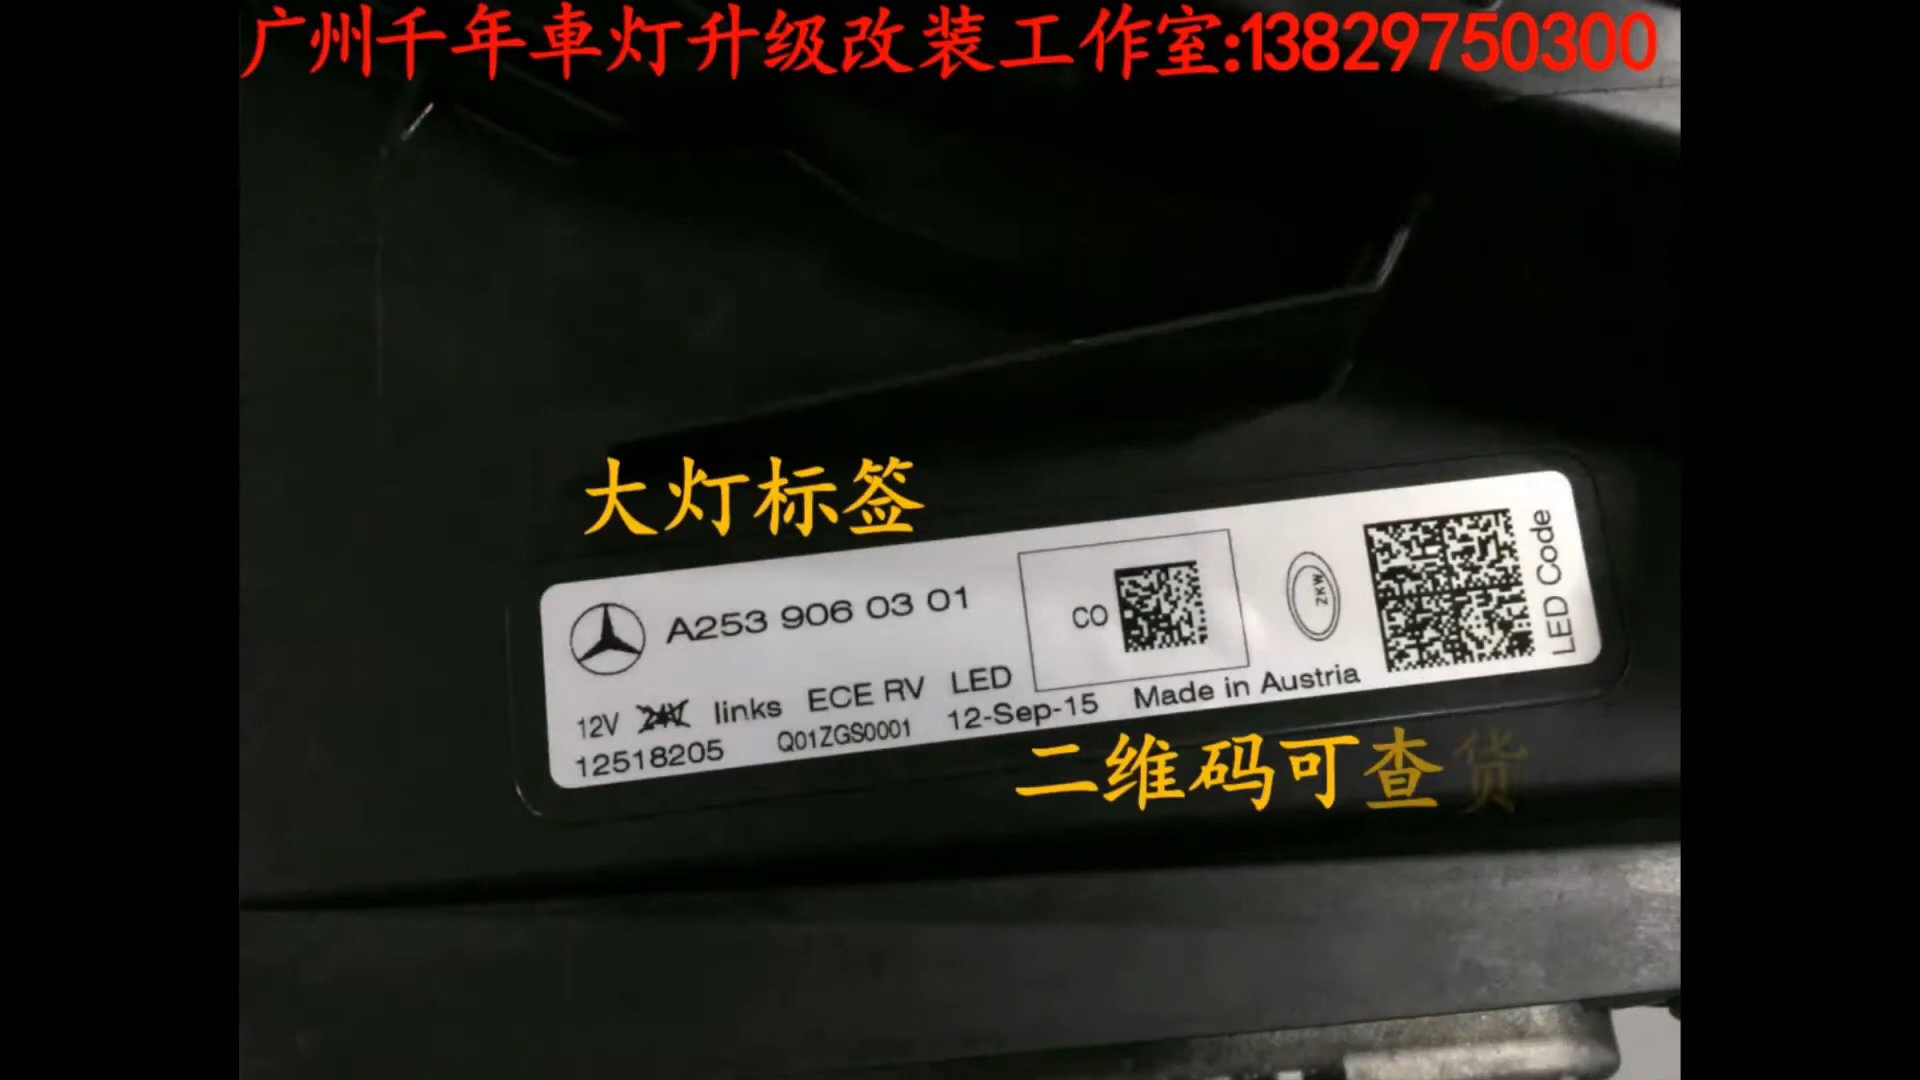 广州千年車灯升级改装工作室:13829750300
大灯标签
A253 906 03 01
CO
ZKW
LED Code
12V 24V links ECE RV LED
12518205 Q01ZGS0001 12-Sep-15 Made in Austria
二维码可查货